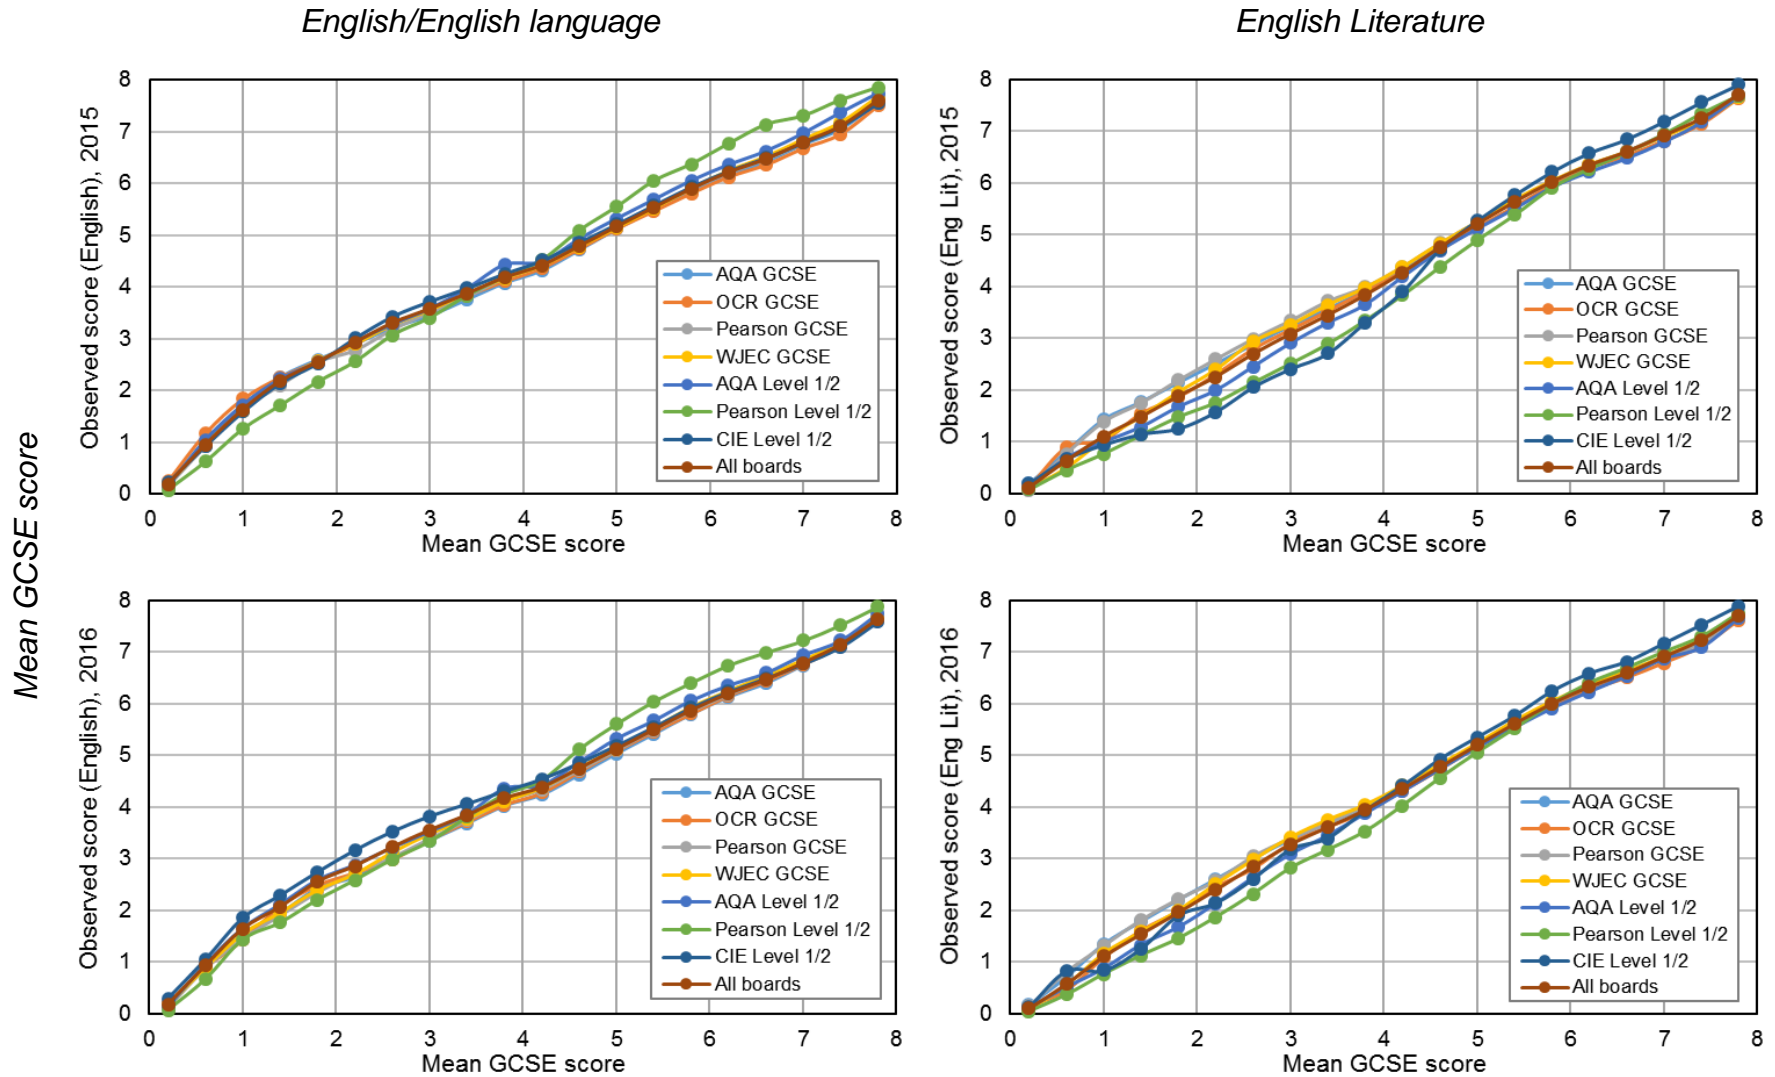 English/English language
English Literature
Mean GCSE score
Observed score (English), 2015
8
7
6
5
4
3
2
1
0
AQA GCSE
OCR GCSE
Pearson GCSE
WJEC GCSE
AQA Level 1/2
Pearson Level 1/2
CIE Level 1/2
All boards
0 1 2 3 4 5 6 7 8
Mean GCSE score
Observed score (Eng Lit), 2015
8
7
6
5
4
3
2
1
0
AQA GCSE
OCR GCSE
Pearson GCSE
WJEC GCSE
AQA Level 1/2
Pearson Level 1/2
CIE Level 1/2
All boards
0 1 2 3 4 5 6 7 8
Mean GCSE score
Observed score (English), 2016
8
7
6
5
4
3
2
1
0
AQA GCSE
OCR GCSE
Pearson GCSE
WJEC GCSE
AQA Level 1/2
Pearson Level 1/2
CIE Level 1/2
All boards
0 1 2 3 4 5 6 7 8
Mean GCSE score
Observed score (Eng Lit), 2016
8
7
6
5
4
3
2
1
0
AQA GCSE
OCR GCSE
Pearson GCSE
WJEC GCSE
AQA Level 1/2
Pearson Level 1/2
CIE Level 1/2
All boards
0 1 2 3 4 5 6 7 8
Mean GCSE score